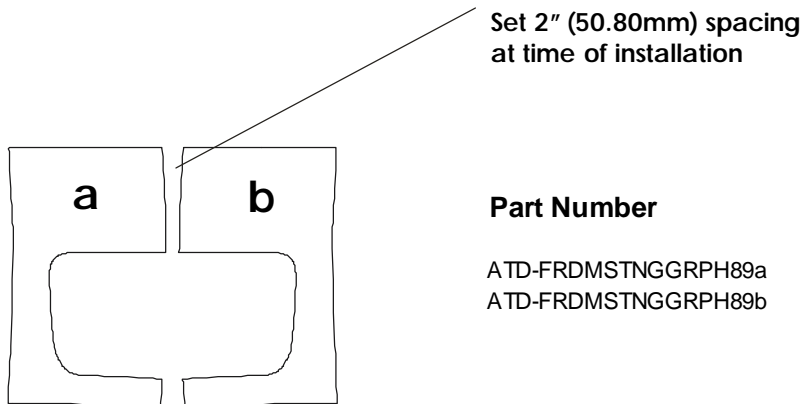 Set 2" (50.80mm) spacing
at time of installation
a
b
Part Number
ATD-FRDMSTNGGRPH89a
ATD-FRDMSTNGGRPH89b